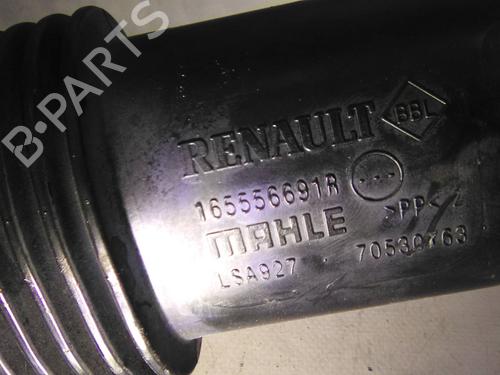 B-PARTS
RENAULT
BBL
165556691R
>PP<
MAHLE
LSA927
70530763